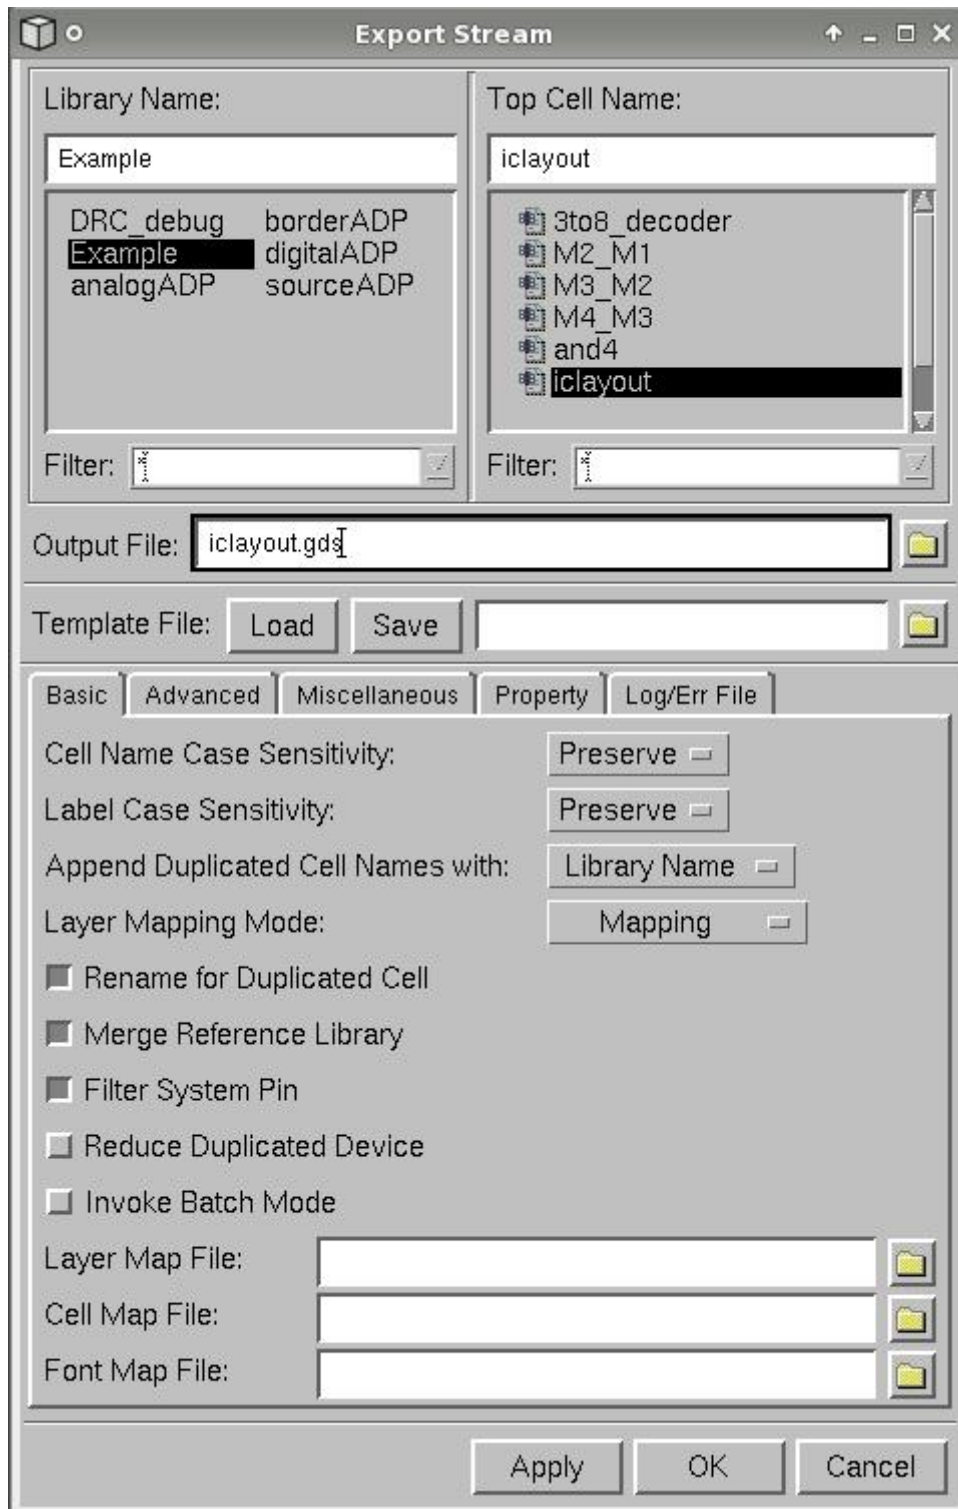 Export Stream
Library Name:
Example
DRC_debug borderADP
Example digitalADP
analogADP sourceADP
Filter: *
Top Cell Name:
iclayout
3to8_decoder
M2_M1
M3_M2
M4_M3
and4
iclayout
Filter: *
Output File: iclayout.gds
Template File: Load Save
Basic Advanced Miscellaneous Property Log/Err File
Cell Name Case Sensitivity: Preserve
Label Case Sensitivity: Preserve
Append Duplicated Cell Names with: Library Name
Layer Mapping Mode: Mapping
Rename for Duplicated Cell
Merge Reference Library
Filter System Pin
Reduce Duplicated Device
Invoke Batch Mode
Layer Map File:
Cell Map File:
Font Map File:
Apply OK Cancel